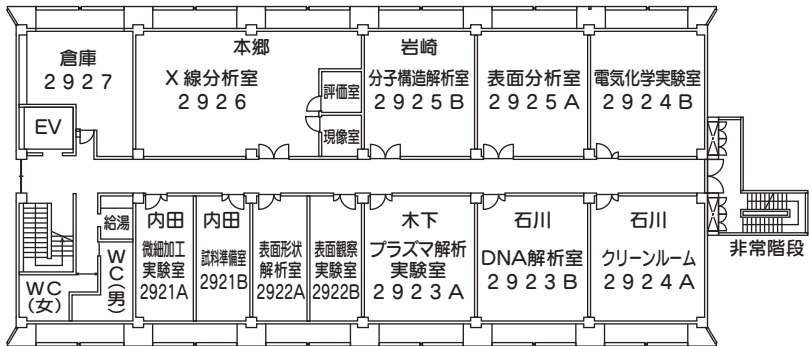 倉庫
2927
本郷
X線分析室
2926
評価室
現像室
岩崎
分子構造解析室
2925B
表面分析室
2925A
電気化学実験室
2924B
EV
給湯
WC(男)
WC
(女)
内田
微細加工
実験室
2921A
内田
試料準備室
2921B
表面形状
解析室
2922A
表面観察
実験室
2922B
木下
プラズマ解析
実験室
2923A
石川
DNA解析室
2923B
石川
クリーンルーム
2924A
非常階段